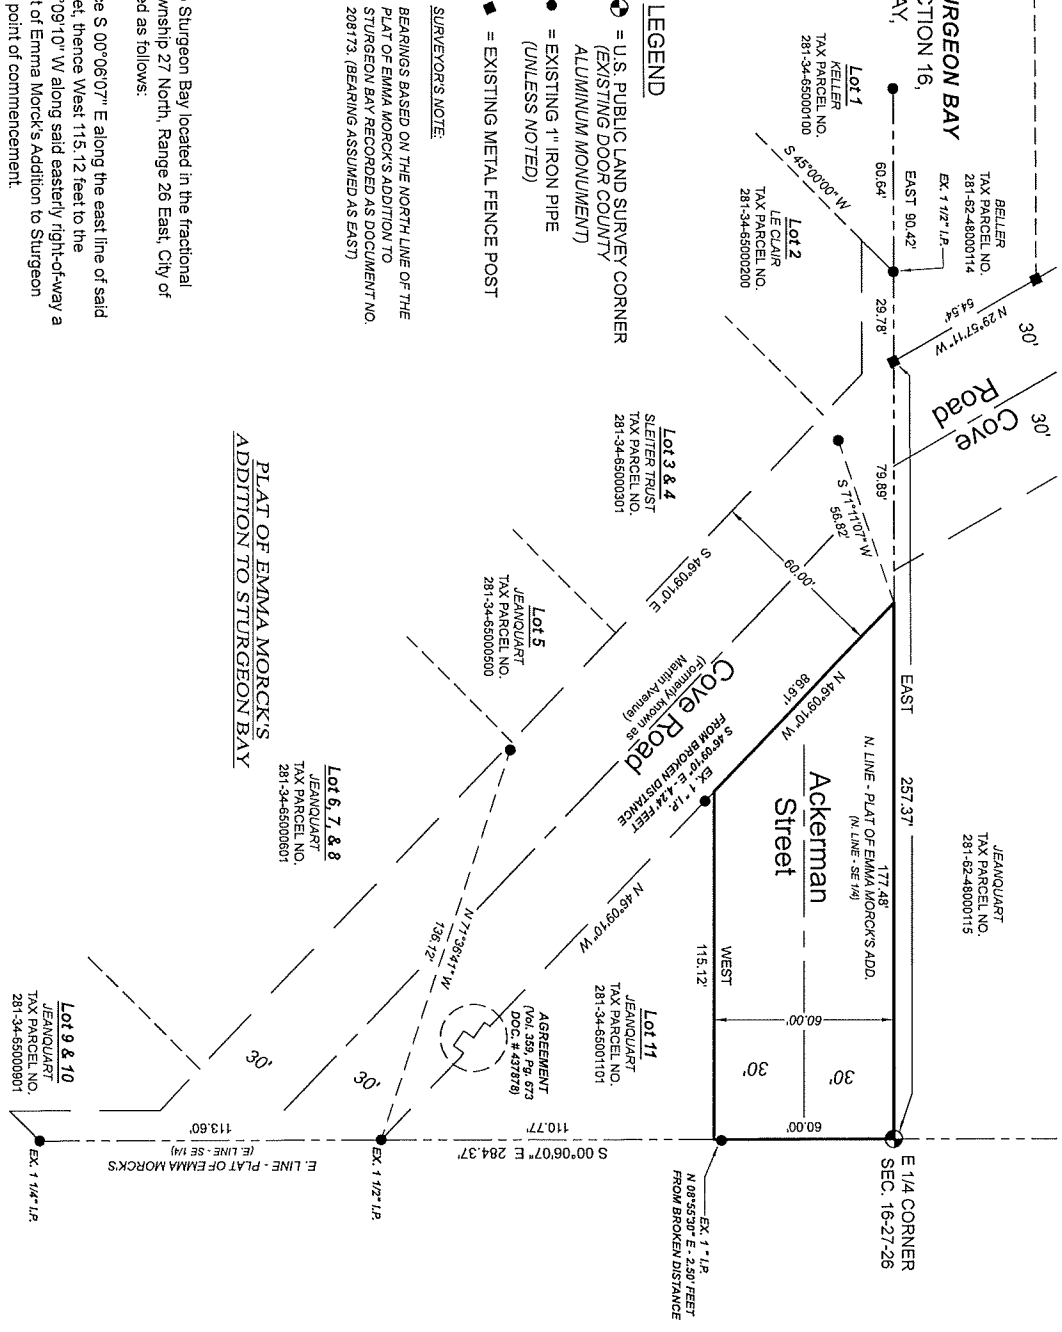 URGEON BAY
CTION 16,
AY,
BELLER
TAX PARCEL NO.
281-62-48000114
EX. 1 1/2" I.P.
EAST 90.42'
60.64'
29.78'
N 29°57'11" W
54.54'
30'
30'
Cove
Road
Lot 1
KELLER
TAX PARCEL NO.
281-34-65000100
S 45°00'00" W
Lot 2
LE CLAIR
TAX PARCEL NO.
281-34-65000200
79.89'
S 71°11'07" W
56.82'
EAST 257.37'
177.48'
N. LINE - PLAT OF EMMA MORCK'S ADD.
(N. LINE - SE 1/4)
JEANQUART
TAX PARCEL NO.
281-62-48000115
E 1/4 CORNER
SEC. 16-27-26
Ackerman
Street
N 46°09'10" W
86.61'
60.00'
60.00'
30'
30'
60.00'
WEST
115.12'
EX. 1" I.P.
N 08°55'30" E - 2.50' FEET
FROM BROKEN DISTANCE
EX. 1" I.P.
S 46°09'10" E - 4.24' FEET
FROM BROKEN DISTANCE
Cove Road
(Formerly known as
Martin Avenue)
S 46°09'10" E
N 46°09'10" W
Lot 3 & 4
SLEITER TRUST
TAX PARCEL NO.
281-34-65000301
Lot 5
JEANQUART
TAX PARCEL NO.
281-34-65000500
Lot 11
JEANQUART
TAX PARCEL NO.
281-34-65001101
AGREEMENT
(Vol. 359, Pg. 673
DOC. # 437878)
N 71°36'41" W
136.12'
S 00°06'07" E 284.37'
110.77'
EX. 1 1/2" I.P.
Lot 6, 7, & 8
JEANQUART
TAX PARCEL NO.
281-34-65000601
30'
30'
113.60'
E. LINE - PLAT OF EMMA MORCK'S
(E. LINE - SE 1/4)
Lot 9 & 10
JEANQUART
TAX PARCEL NO.
281-34-65000901
EX. 1 1/4" I.P.
PLAT OF EMMA MORCK'S
ADDITION TO STURGEON BAY
LEGEND
= U.S. PUBLIC LAND SURVEY CORNER
(EXISTING DOOR COUNTY
ALUMINUM MONUMENT)
= EXISTING 1" IRON PIPE
(UNLESS NOTED)
= EXISTING METAL FENCE POST
SURVEYOR'S NOTE:
BEARINGS BASED ON THE NORTH LINE OF THE
PLAT OF EMMA MORCK'S ADDITION TO
STURGEON BAY RECORDED AS DOCUMENT NO.
208173. (BEARING ASSUMED AS EAST)
Sturgeon Bay located in the fractional
wnship 27 North, Range 26 East, City of
ed as follows:
e S 00°06'07" E along the east line of said
et, thence West 115.12 feet to the
°09'10" W along said easterly right-of-way a
t of Emma Morck's Addition to Sturgeon
point of commencement.